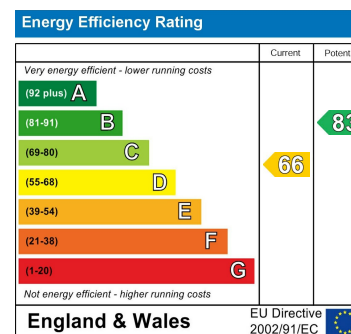 Energy Efficiency Rating
Current
Very energy efficient - lower running costs
(92 plus) A
(81-91) B
83
(69-80) C
66
(55-68) D
(39-54) E
(21-38) F
(1-20) G
Not energy efficient - higher running costs
England & Wales
EU Directive
2002/91/EC